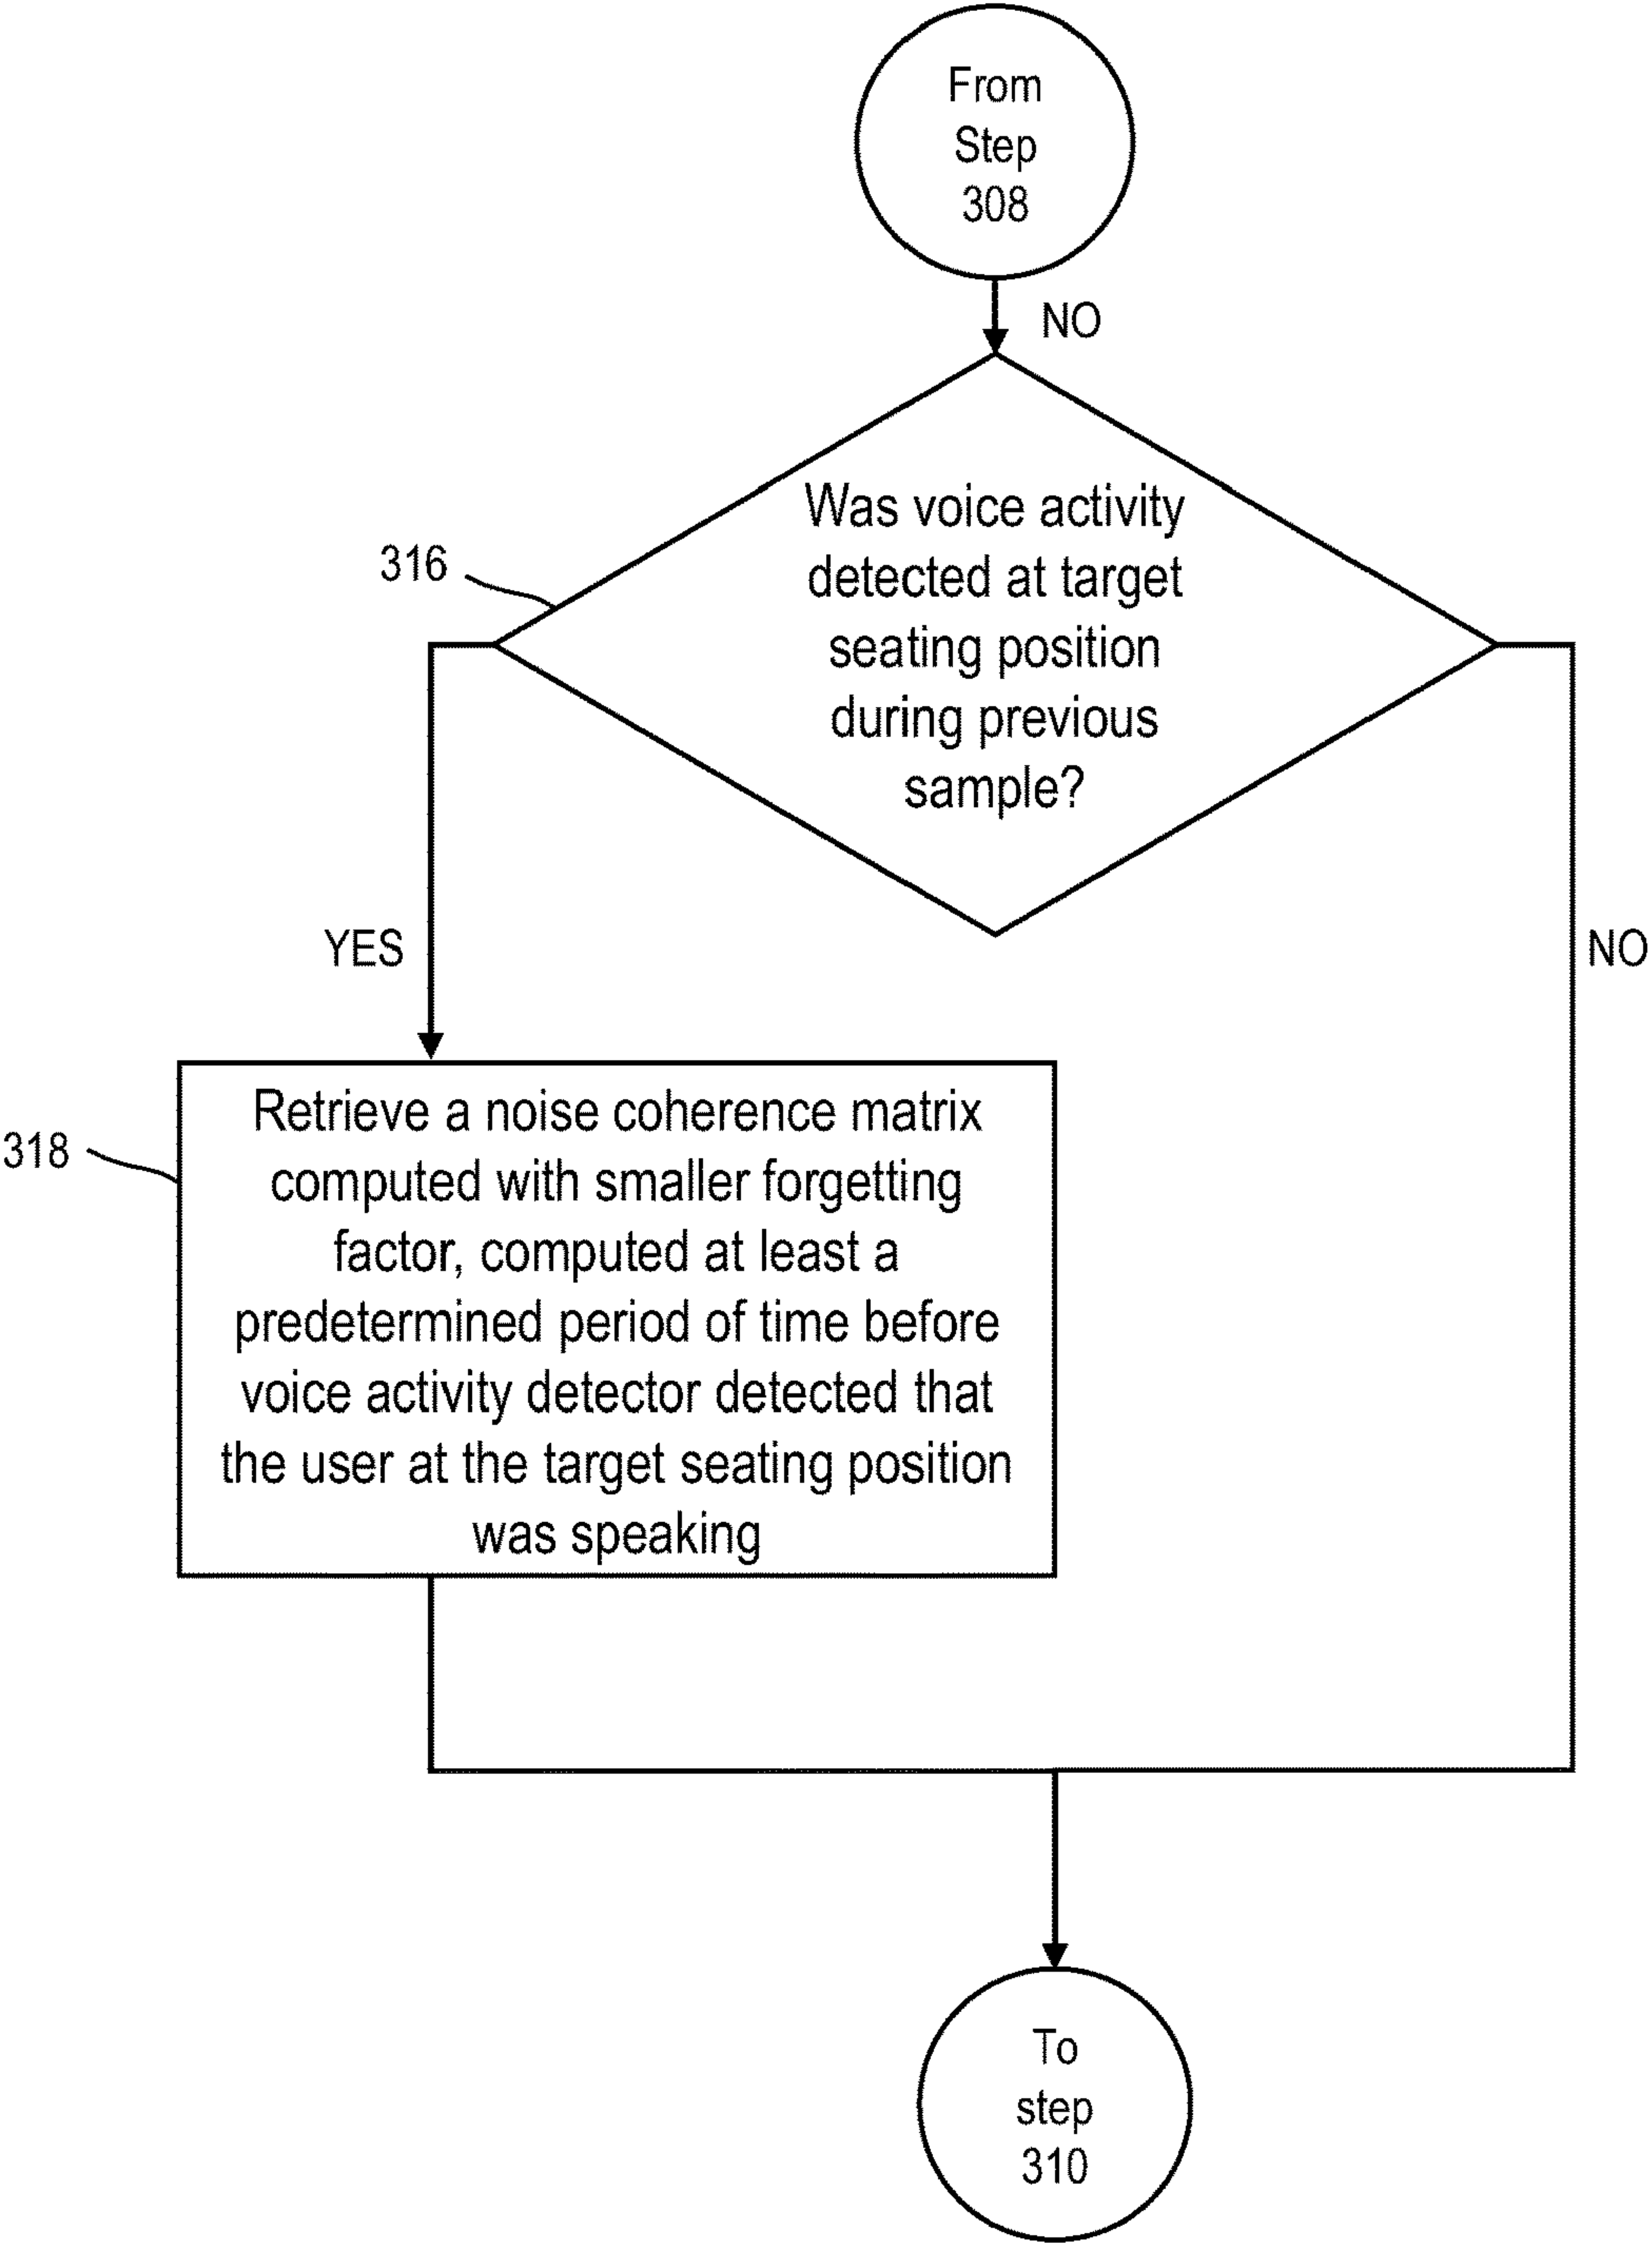 From
Step
308
NO
Was voice activity
detected at target
seating position
during previous
sample?
316
YES
NO
Retrieve a noise coherence matrix
computed with smaller forgetting
factor, computed at least a
predetermined period of time before
voice activity detector detected that
the user at the target seating position
was speaking
318
To
step
310